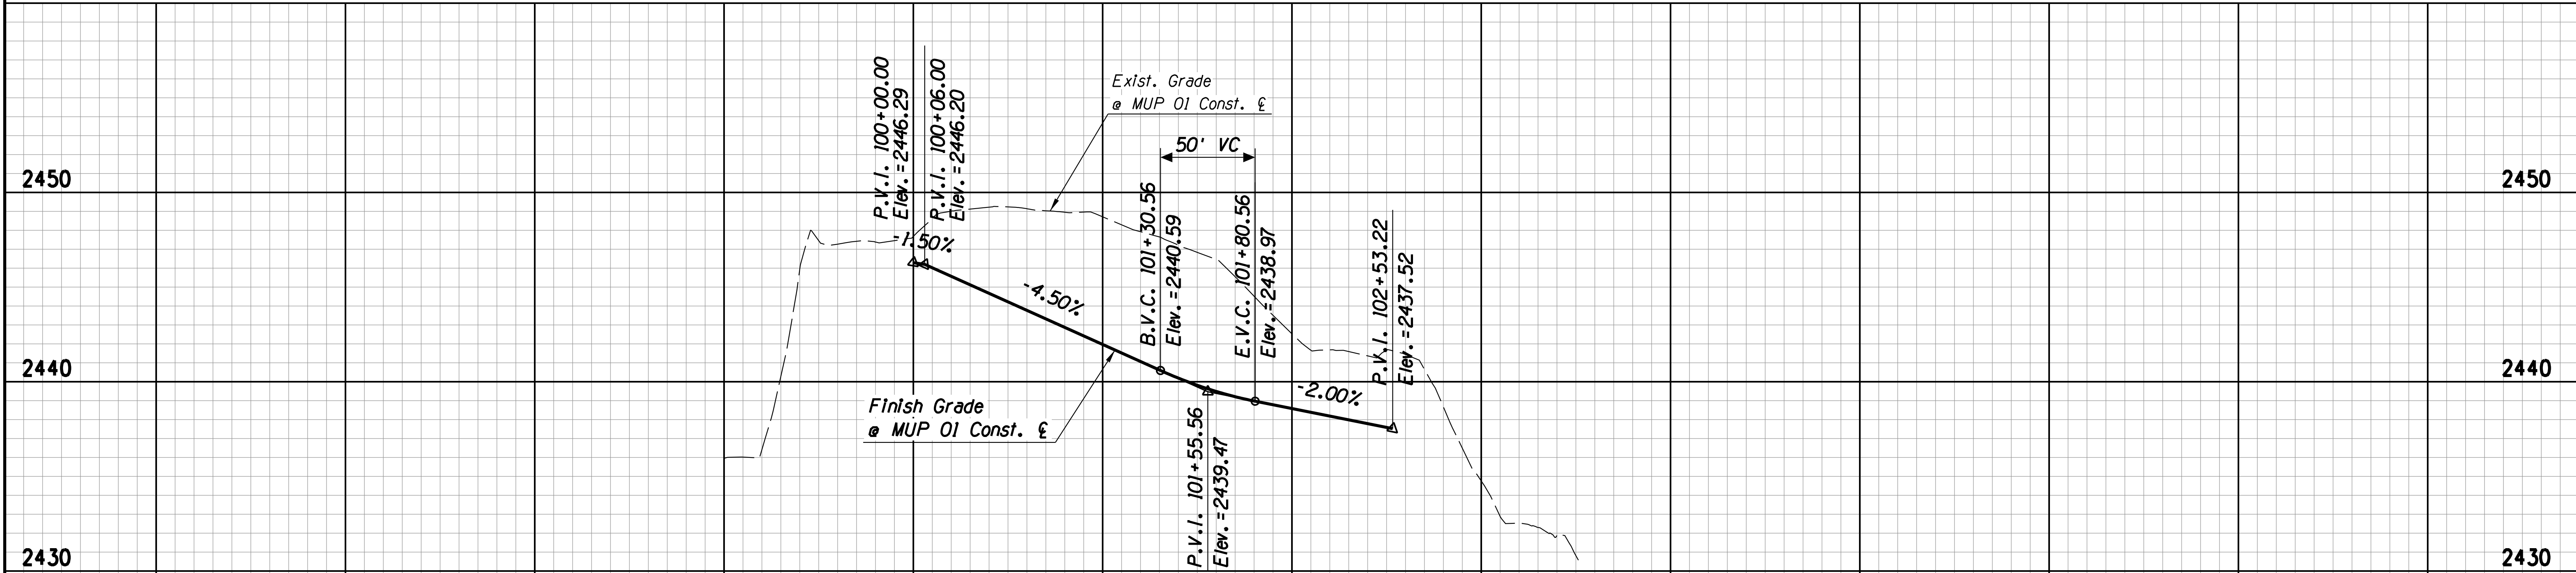 P.V.I. 100+00.00
Elev.=2446.29
P.V.I. 100+06.00
Elev.=2446.20
Exist. Grade
@ MUP 01 Const. ℄
50' VC
2450
2450
-1.50%
B.V.C. 101+30.56
Elev.=2440.59
E.V.C. 101+80.56
Elev.=2438.97
P.V.I. 102+53.22
Elev.=2437.52
-4.50%
2440
2440
-2.00%
Finish Grade
@ MUP 01 Const. ℄
P.V.I. 101+55.56
Elev.=2439.47
2430
2430